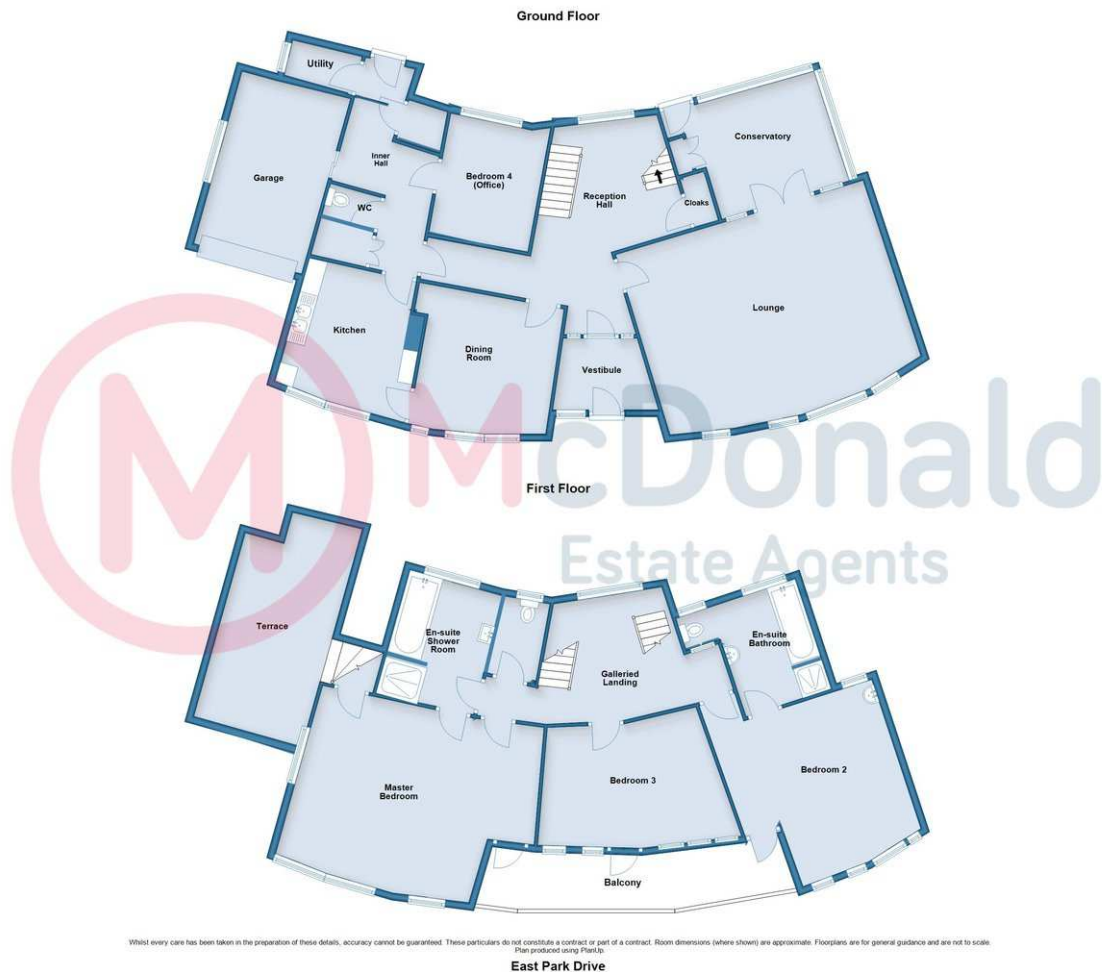 Ground Floor
Utility
Conservatory
Inner
Hall
Bedroom 4
(Office)
Garage
Reception
Hall
Cloaks
WC
Lounge
Kitchen
Dining
Room
Vestibule
M McDonald
Estate Agents
First Floor
Terrace
En-suite
Shower
Room
En-suite
Bathroom
Galleried
Landing
Master
Bedroom
Bedroom 3
Bedroom 2
Balcony
Whilst every care has been taken in the preparation of these details, accuracy cannot be guaranteed. These particulars do not constitute a contract or part of a contract. Room dimensions (where shown) are approximate. Floorplans are for general guidance and are not to scale.
Plan produced using PlanUp.
East Park Drive